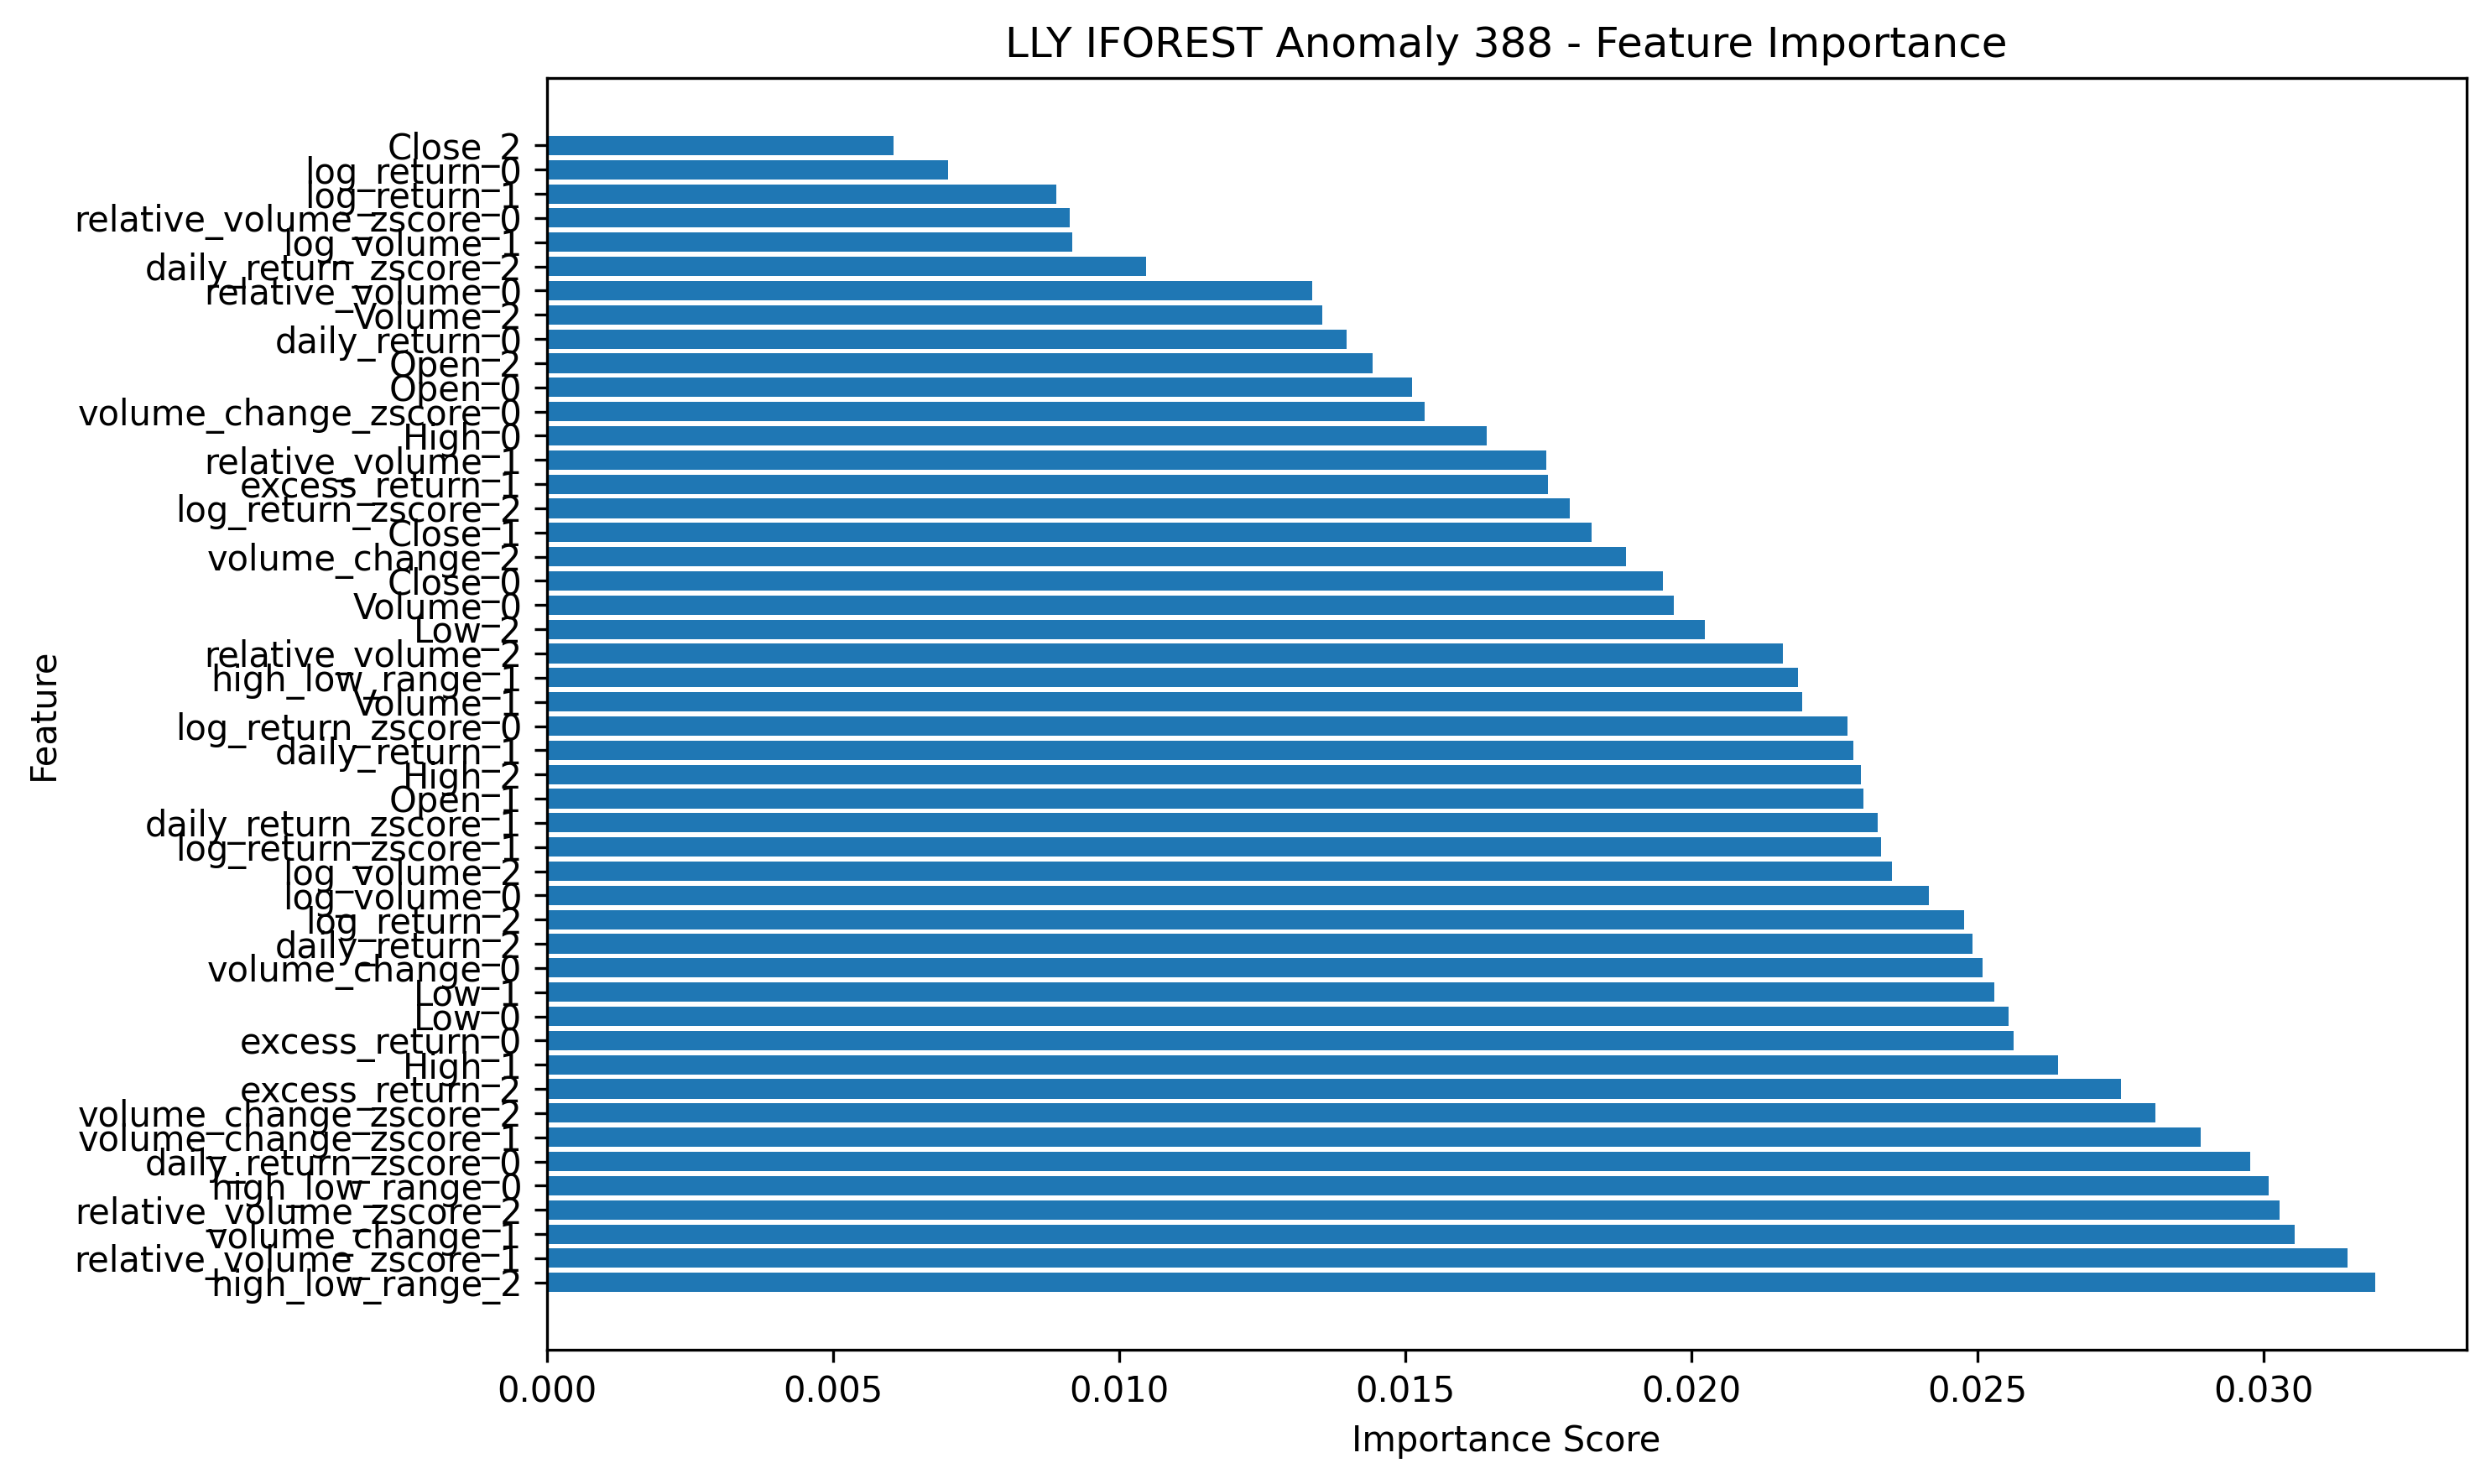 LLY IFOREST Anomaly 388 - Feature Importance
Close_2
log_return_0
log_return_1
relative_volume_zscore_0
log_volume_1
daily_return_zscore_2
relative_volume_0
Volume_2
daily_return_0
Open_2
Open_0
volume_change_zscore_0
High_0
relative_volume_1
excess_return_1
log_return_zscore_2
Close_1
volume_change_2
Close_0
Volume_0
Low_2
relative_volume_2
high_low_range_1
Volume_1
log_return_zscore_0
daily_return_1
High_2
Open_1
daily_return_zscore_1
log_return_zscore_1
log_volume_2
log_volume_0
log_return_2
daily_return_2
volume_change_0
Low_1
Low_0
excess_return_0
High_1
excess_return_2
volume_change_zscore_2
volume_change_zscore_1
daily_return_zscore_0
high_low_range_0
relative_volume_zscore_2
volume_change_1
relative_volume_zscore_1
high_low_range_2
Feature
0.000 0.005 0.010 0.015 0.020 0.025 0.030
Importance Score